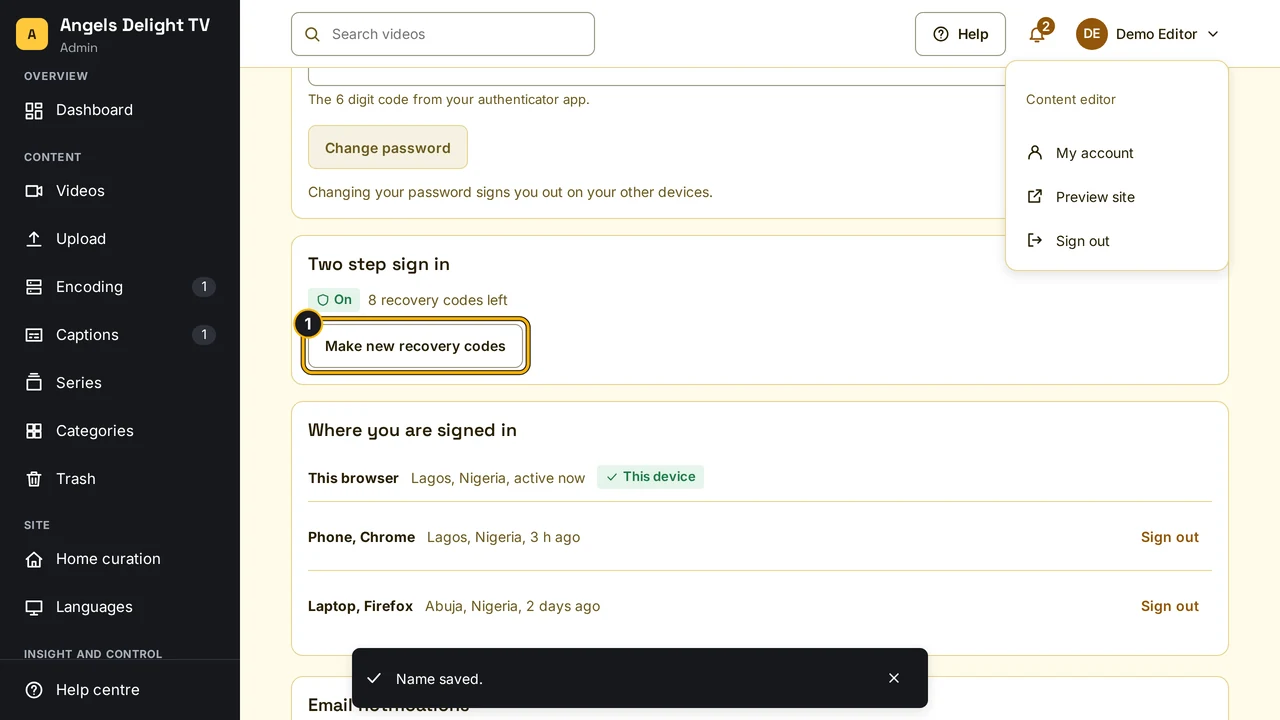 A
Angels Delight TV
Admin
OVERVIEW
Dashboard
CONTENT
Videos
Upload
Encoding 1
Captions 1
Series
Categories
Trash
SITE
Home curation
Languages
INSIGHT AND CONTROL
Help centre
Search videos
Help
2
DE Demo Editor
Content editor
My account
Preview site
Sign out
The 6 digit code from your authenticator app.
Change password
Changing your password signs you out on your other devices.
Two step sign in
On 8 recovery codes left
1
Make new recovery codes
Where you are signed in
This browser Lagos, Nigeria, active now This device
Phone, Chrome Lagos, Nigeria, 3 h ago Sign out
Laptop, Firefox Abuja, Nigeria, 2 days ago Sign out
Name saved.
Email notifications